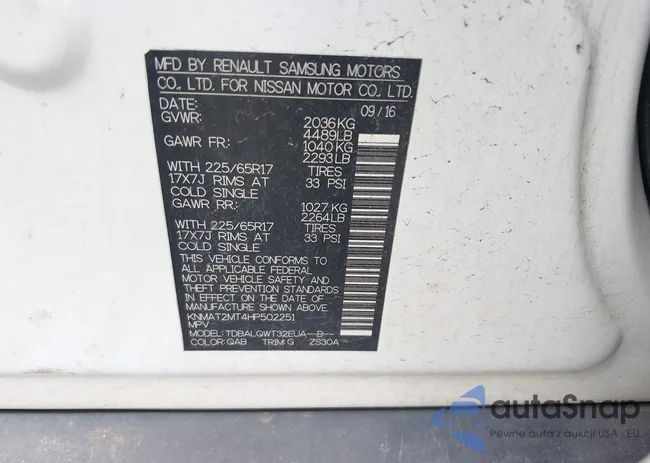 MFD BY RENAULT SAMSUNG MOTORS
CO., LTD. FOR NISSAN MOTOR CO., LTD.
DATE: 09/16
GVWR: 2036KG
4489LB
GAWR FR: 1040KG
2293LB
WITH 225/65R17 TIRES
17X7J RIMS AT 33 PSI
COLD SINGLE
GAWR RR: 1027 KG
2264LB
WITH 225/65R17 TIRES
17X7J RIMS AT 33 PSI
COLD SINGLE
THIS VEHICLE CONFORMS TO
ALL APPLICABLE FEDERAL
MOTOR VEHICLE SAFETY AND
THEFT PREVENTION STANDARDS
IN EFFECT ON THE DATE OF
MANUFACTURE SHOWN ABOVE.
KNMAT2MT4HP502251
MPV
MODEL: TDBALQWT32EUA--B--
COLOR: QAB TRIM: G ZS30A
autoSnap
Pewne auto z aukcji USA - EU